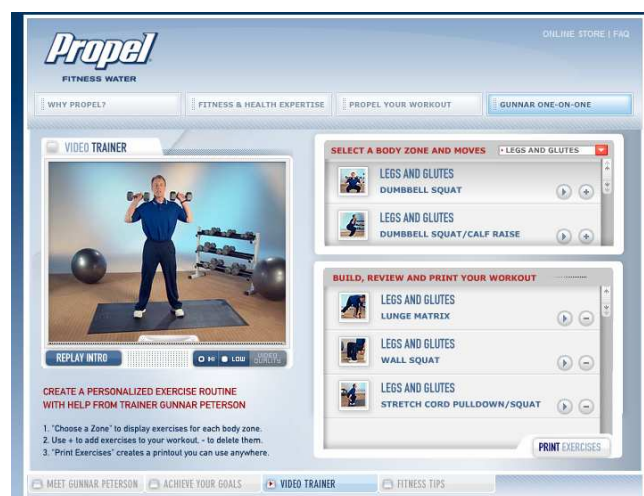 Propel
FITNESS WATER
ONLINE STORE | FAQ
WHY PROPEL?
FITNESS & HEALTH EXPERTISE
PROPEL YOUR WORKOUT
GUNNAR ONE-ON-ONE
VIDEO TRAINER
REPLAY INTRO
HI
LOW
VIDEO QUALITY
CREATE A PERSONALIZED EXERCISE ROUTINE
WITH HELP FROM TRAINER GUNNAR PETERSON
1. "Choose a Zone" to display exercises for each body zone.
2. Use + to add exercises to your workout, - to delete them.
3. "Print Exercises" creates a printout you can use anywhere.
SELECT A BODY ZONE AND MOVES
LEGS AND GLUTES
LEGS AND GLUTES
DUMBBELL SQUAT
LEGS AND GLUTES
DUMBBELL SQUAT/CALF RAISE
BUILD, REVIEW AND PRINT YOUR WORKOUT
LEGS AND GLUTES
LUNGE MATRIX
LEGS AND GLUTES
WALL SQUAT
LEGS AND GLUTES
STRETCH CORD PULLDOWN/SQUAT
PRINT EXERCISES
MEET GUNNAR PETERSON
ACHIEVE YOUR GOALS
VIDEO TRAINER
FITNESS TIPS